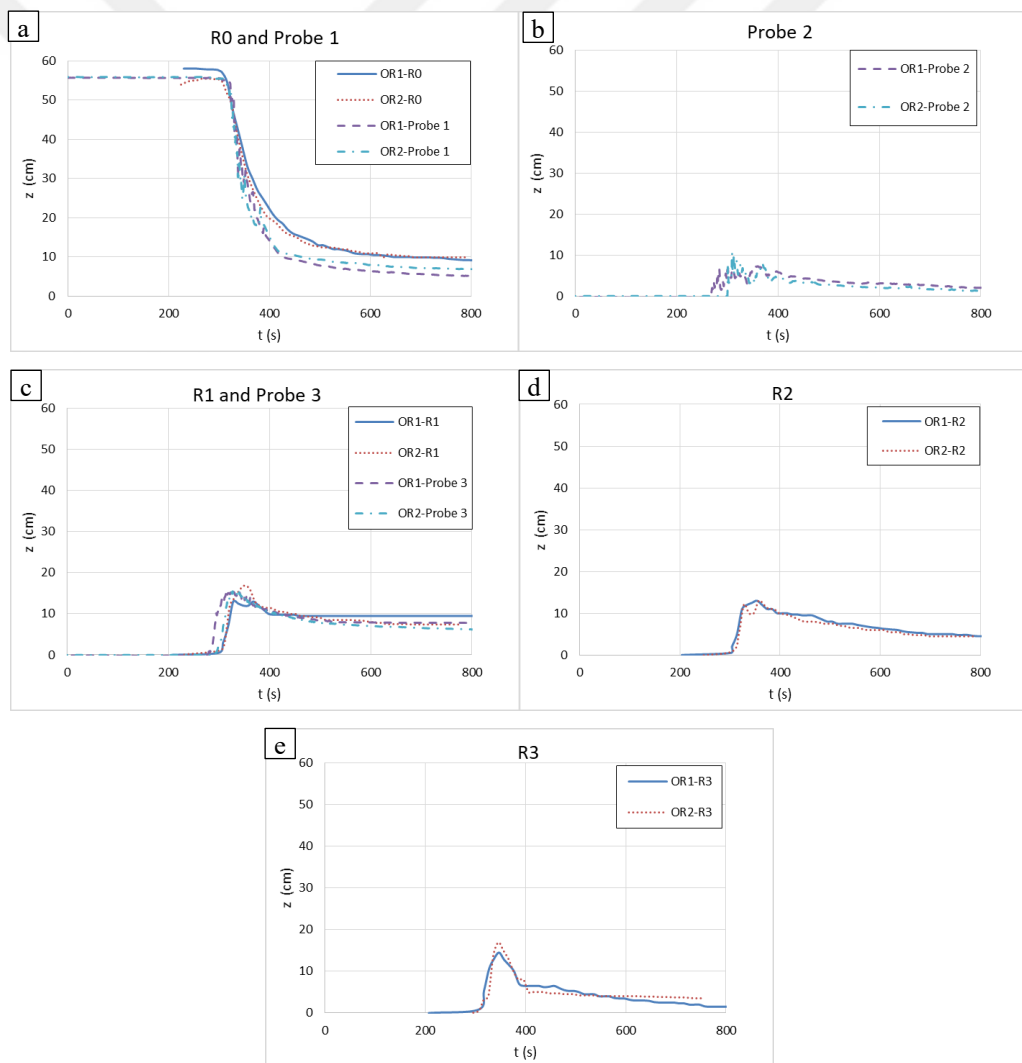 a
R0 and Probe 1
60
50
40
30
20
10
0
z (cm)
0 200 400 600 800
t (s)
OR1-R0
OR2-R0
OR1-Probe 1
OR2-Probe 1
b
Probe 2
60
50
40
30
20
10
0
z (cm)
0 200 400 600 800
t (s)
OR1-Probe 2
OR2-Probe 2
c
R1 and Probe 3
60
50
40
30
20
10
0
z (cm)
0 200 400 600 800
t (s)
OR1-R1
OR2-R1
OR1-Probe 3
OR2-Probe 3
d
R2
60
50
40
30
20
10
0
z (cm)
0 200 400 600 800
t (s)
OR1-R2
OR2-R2
e
R3
60
50
40
30
20
10
0
z (cm)
0 200 400 600 800
t (s)
OR1-R3
OR2-R3